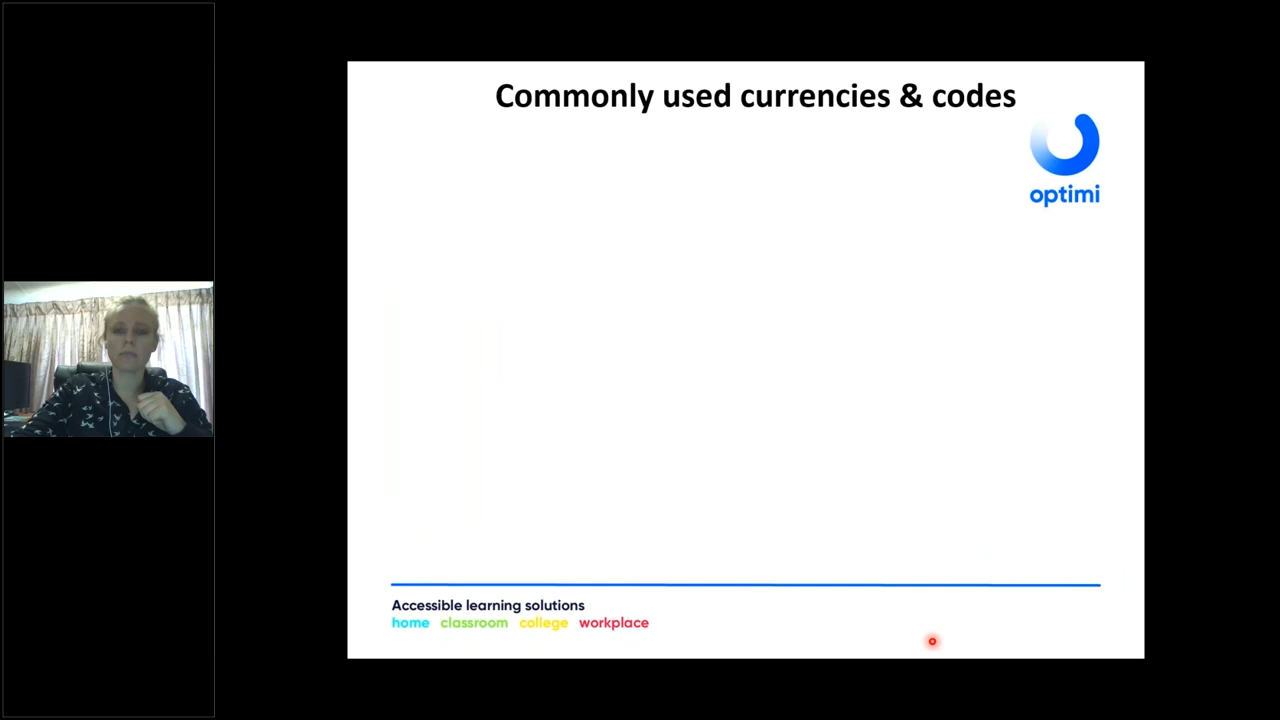 Commonly used currencies & codes
optimi
Accessible learning solutions
home classroom college workplace